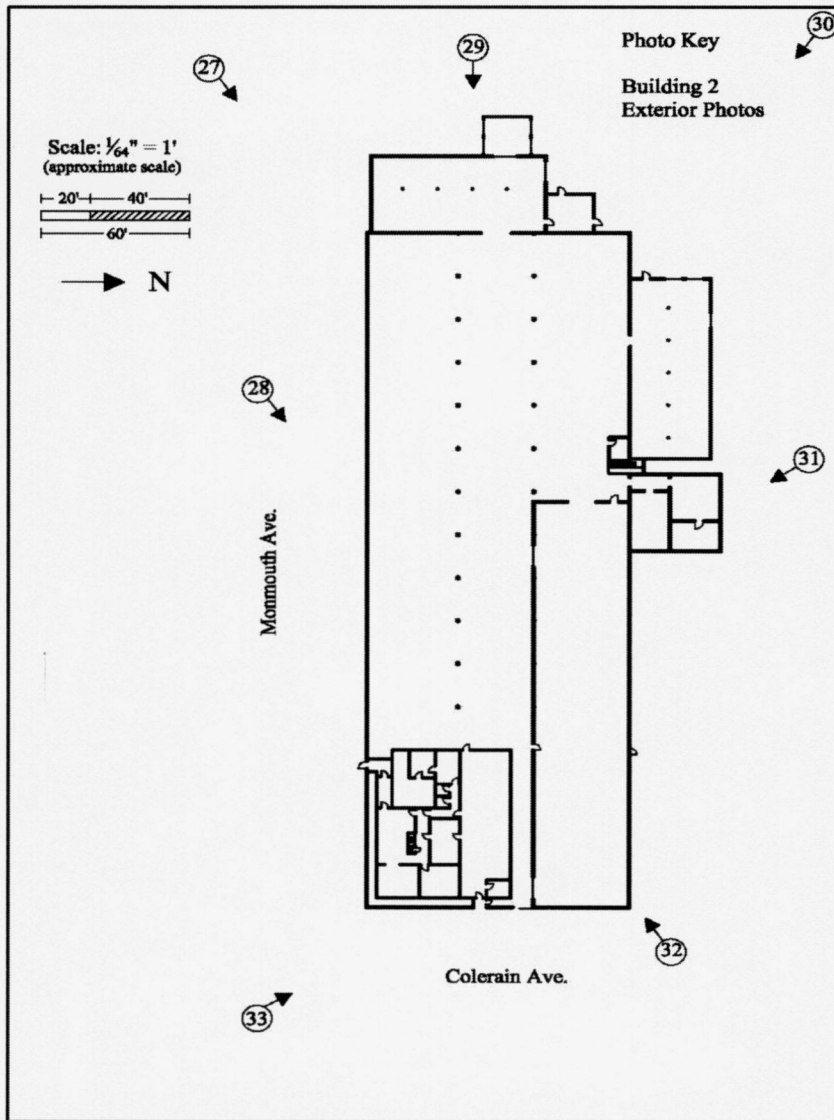 30
Photo Key
29
27
Building 2
Exterior Photos
Scale: 1/64" = 1'
(approximate scale)
20' 40'
60'
N
28
31
Monmouth Ave.
32
Colerain Ave.
33